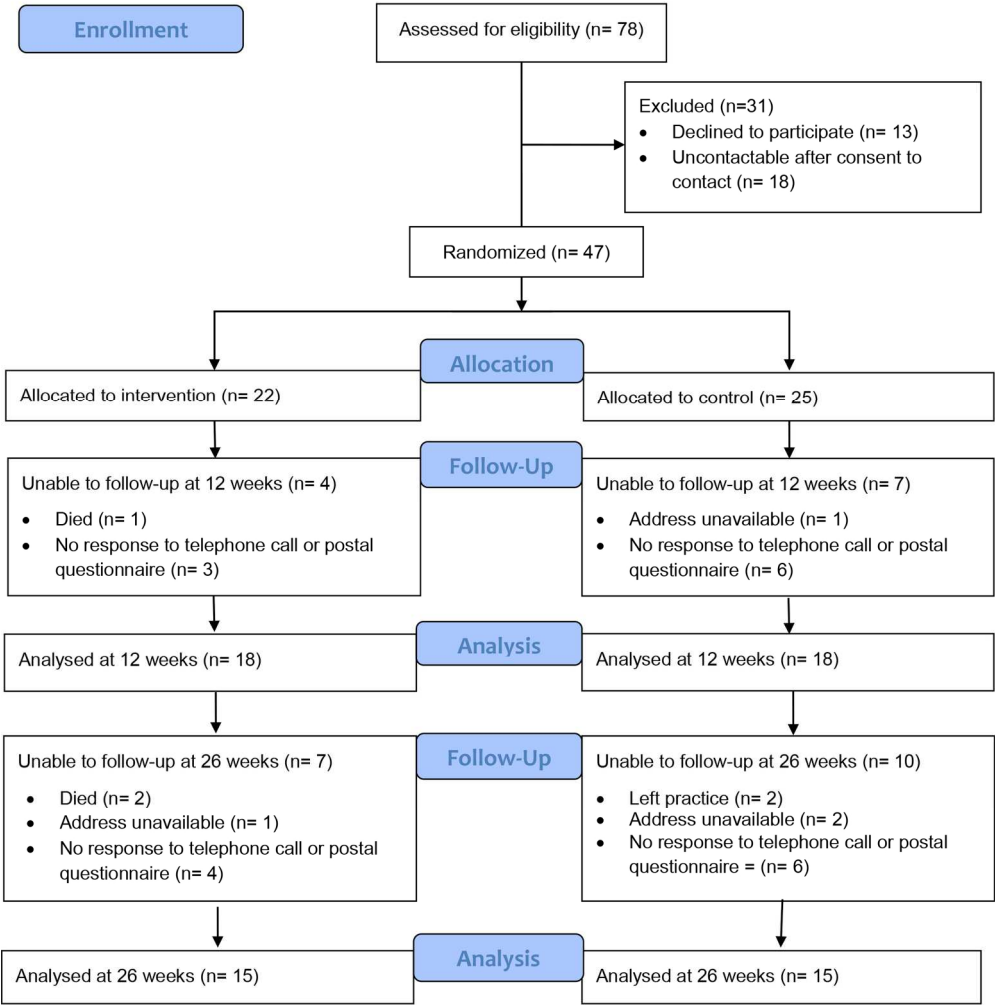 Enrollment
Assessed for eligibility (n= 78)
Excluded (n=31)
• Declined to participate (n= 13)
• Uncontactable after consent to
contact (n= 18)
Randomized (n= 47)
Allocation
Allocated to intervention (n= 22)
Allocated to control (n= 25)
Follow-Up
Unable to follow-up at 12 weeks (n= 4)
• Died (n= 1)
• No response to telephone call or postal
questionnaire (n= 3)
Unable to follow-up at 12 weeks (n= 7)
• Address unavailable (n= 1)
• No response to telephone call or postal
questionnaire (n= 6)
Analysis
Analysed at 12 weeks (n= 18)
Analysed at 12 weeks (n= 18)
Follow-Up
Unable to follow-up at 26 weeks (n= 7)
• Died (n= 2)
• Address unavailable (n= 1)
• No response to telephone call or postal
questionnaire (n= 4)
Unable to follow-up at 26 weeks (n= 10)
• Left practice (n= 2)
• Address unavailable (n= 2)
• No response to telephone call or postal
questionnaire = (n= 6)
Analysis
Analysed at 26 weeks (n= 15)
Analysed at 26 weeks (n= 15)